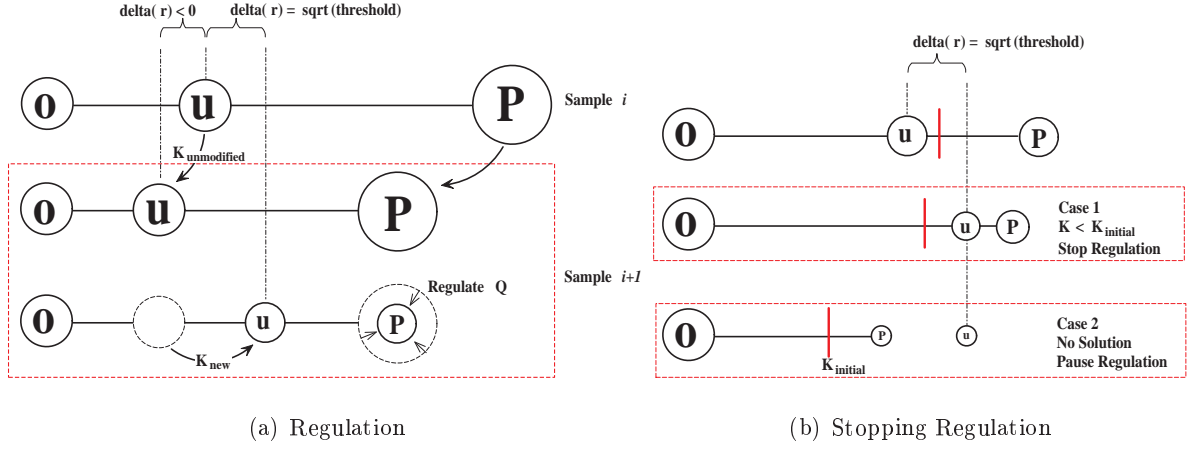 delta( r) < 0 delta( r) = sqrt (threshold)
o u P Sample i
K unmodified
o u P
Sample i+1
Regulate Q
o u P
K new
(a) Regulation
delta( r) = sqrt (threshold)
o u P
o u P
Case 1
K < K initial
Stop Regulation
o P u
Case 2
No Solution
Pause Regulation
K initial
(b) Stopping Regulation